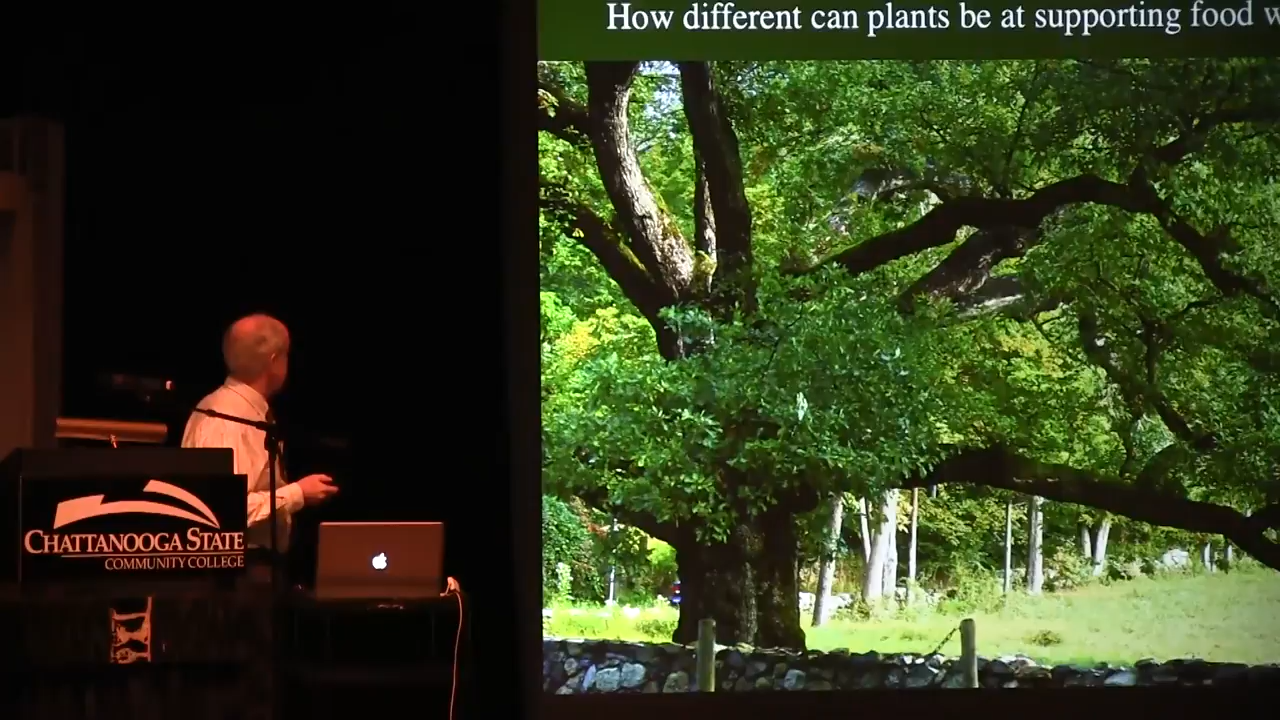 How different can plants be at supporting food
CHATTANOOGA STATE
COMMUNITY COLLEGE